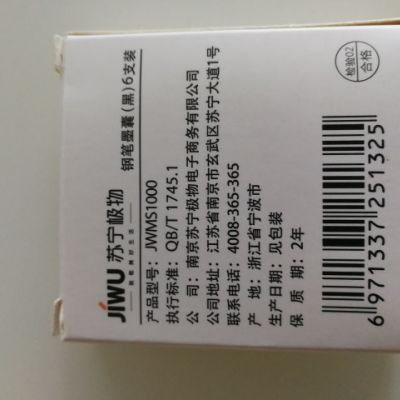 JIWU 苏宁极物
钢笔墨囊(黑)6支装
产品型号：JWMS1000
执行标准：QB/T 1745.1
公 司：南京苏宁极物电子商务有限公司
公司地址：江苏省南京市玄武区苏宁大道1号
联系电话：4008-365-365
产 地：浙江省宁波市
生产日期：见包装
保 质 期：2年
检验02
合格
6 971337 251325